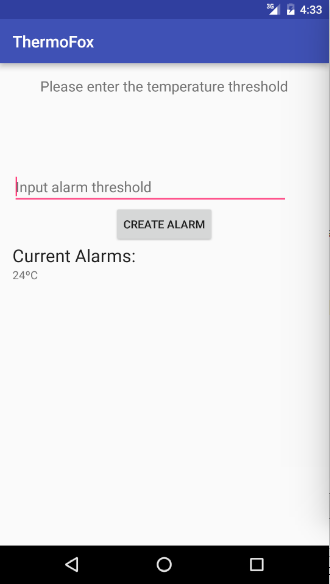 3G 4:33
ThermoFox
Please enter the temperature threshold
Input alarm threshold
CREATE ALARM
Current Alarms:
24ºC